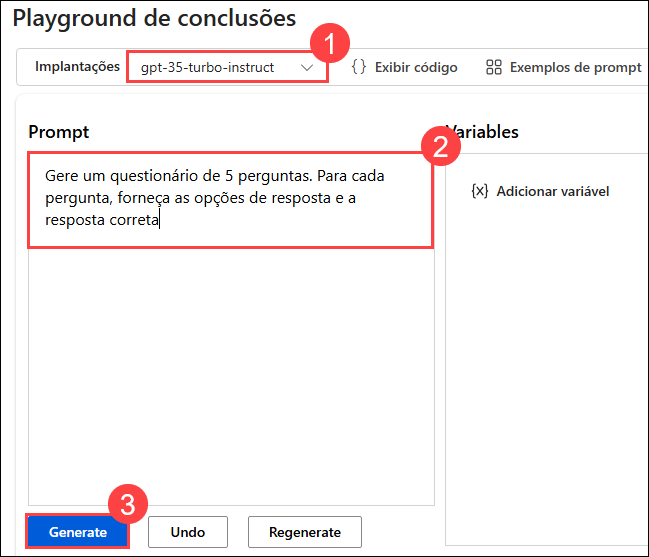 Playground de conclusões
1
Implantações gpt-35-turbo-instruct {} Exibir código Exemplos de prompt
Prompt
2
Variables
Gere um questionário de 5 perguntas. Para cada
pergunta, forneça as opções de resposta e a
resposta correta
{x} Adicionar variável
3
Generate Undo Regenerate